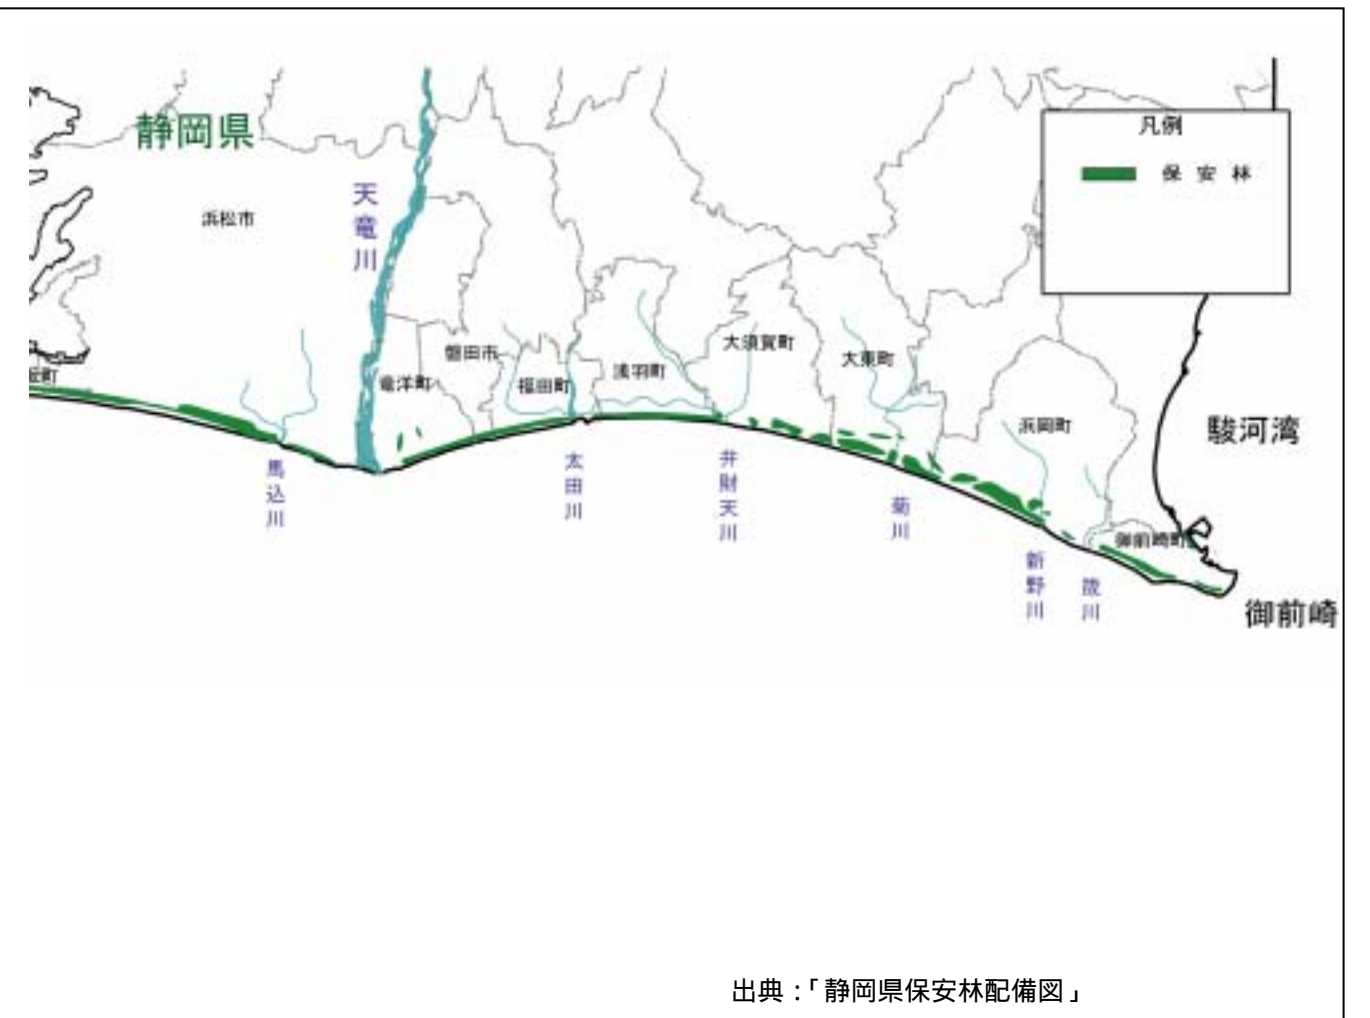 静岡県
凡例
保安林
天竜川
浜松市
大須賀町
磐田市
大東町
浅羽町
竜洋町
福田町
浜岡町
駿河湾
馬込川
太田川
井財天川
菊川
御前崎町
新野川
御前崎
出典：「静岡県保安林配備図」